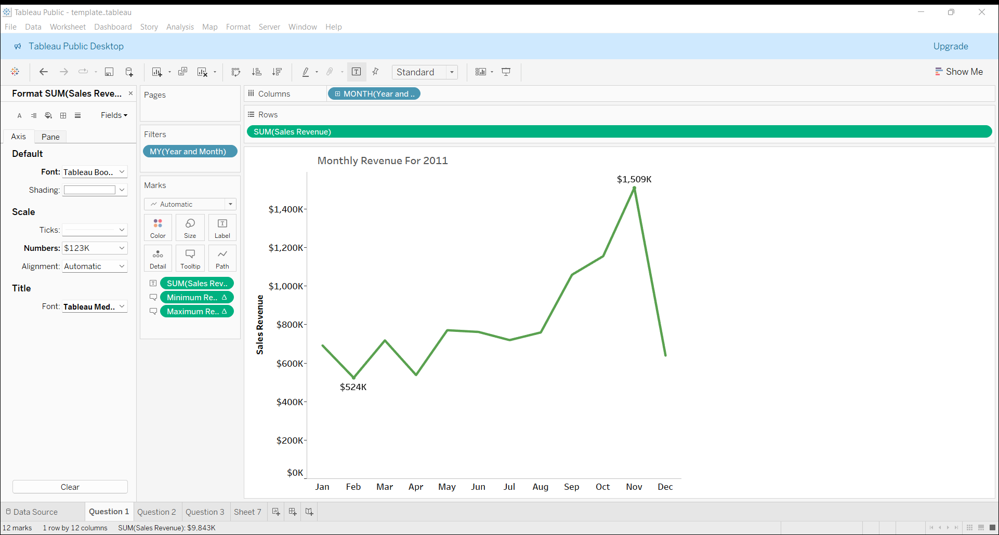 Tableau Public - template..tableau
File Data Worksheet Dashboard Story Analysis Map Format Server Window Help
Tableau Public Desktop Upgrade
Standard Show Me
Format SUM(Sales Reve... ×
Fields
Axis Pane
Default
Font: Tableau Boo..
Shading:
Scale
Ticks:
Numbers: $123K
Alignment: Automatic
Title
Font: Tableau Med..
Clear
Pages
Filters
MY(Year and Month)
Marks
Automatic
Color Size Label
Detail Tooltip Path
SUM(Sales Rev..
Minimum Re.. Δ
Maximum Re.. Δ
Columns MONTH(Year and ..
Rows
SUM(Sales Revenue)
Monthly Revenue For 2011
$1,509K
$1,400K
$1,200K
$1,000K
$800K
$600K
$400K
$200K
$0K
Sales Revenue
$524K
Jan Feb Mar Apr May Jun Jul Aug Sep Oct Nov Dec
Data Source Question 1 Question 2 Question 3 Sheet 7
12 marks 1 row by 12 columns SUM(Sales Revenue): $9,843K